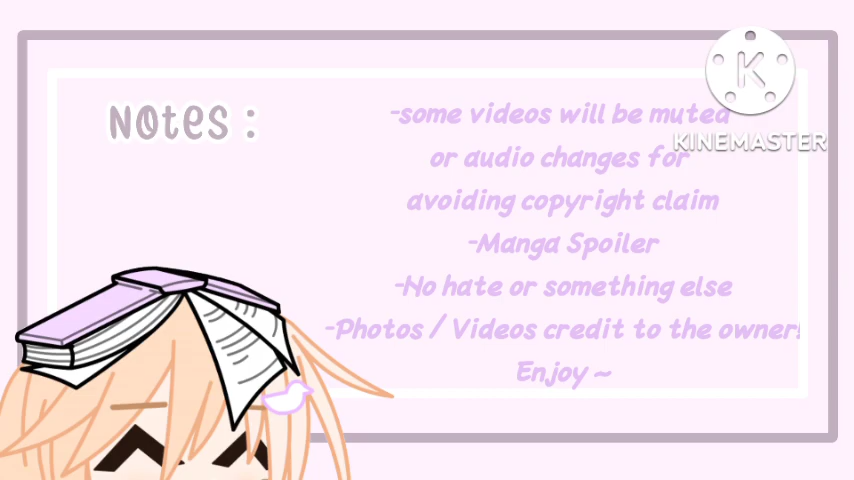 Notes :
-some videos will be muted
or audio changes for
avoiding copyright claim
-Manga Spoiler
-No hate or something else
-Photos / Videos credit to the owner!
Enjoy ~
K
KINEMASTER